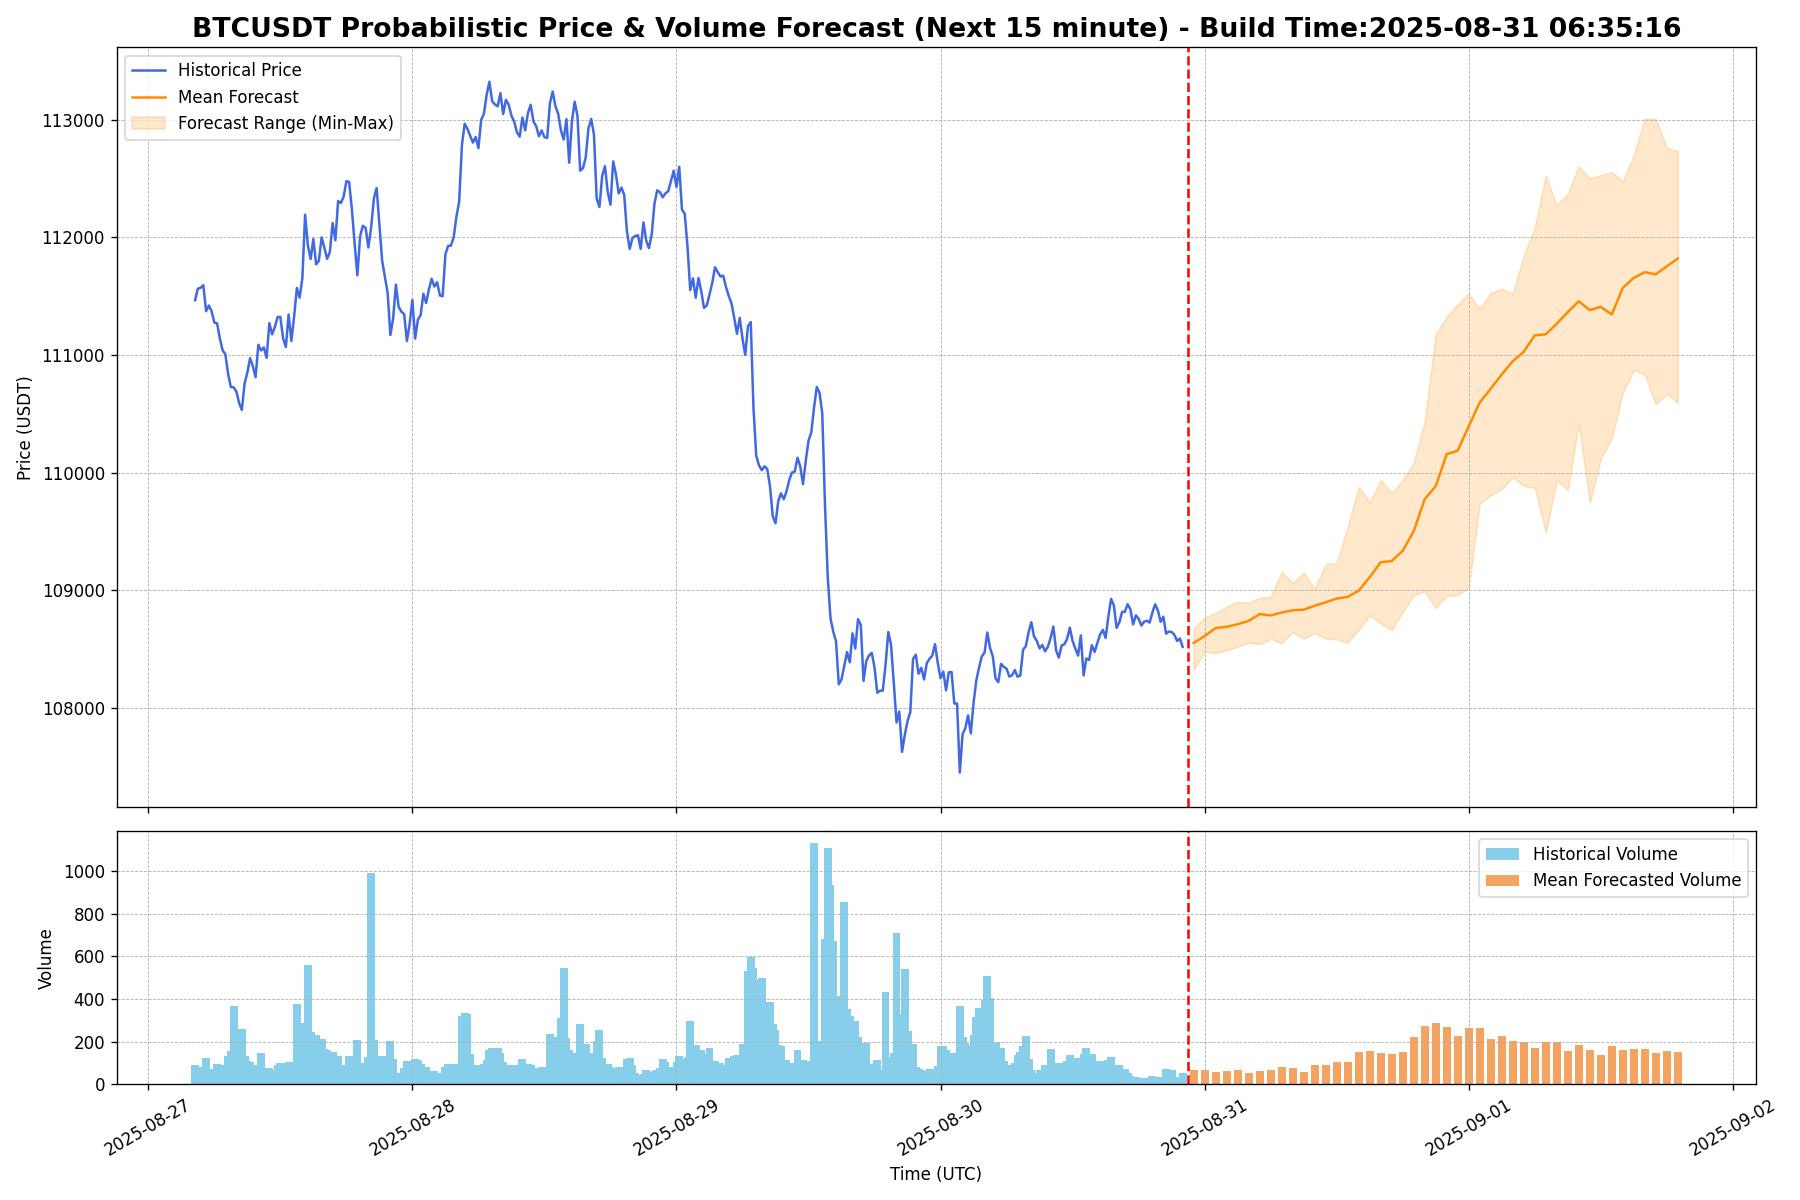 BTCUSDT Probabilistic Price & Volume Forecast (Next 15 minute) - Build Time:2025-08-31 06:35:16
Historical Price
Mean Forecast
Forecast Range (Min-Max)
113000
112000
111000
110000
109000
108000
Price (USDT)
Historical Volume
Mean Forecasted Volume
1000
800
600
400
200
0
Volume
2025-08-27
2025-08-28
2025-08-29
2025-08-30
2025-08-31
2025-09-01
2025-09-02
Time (UTC)